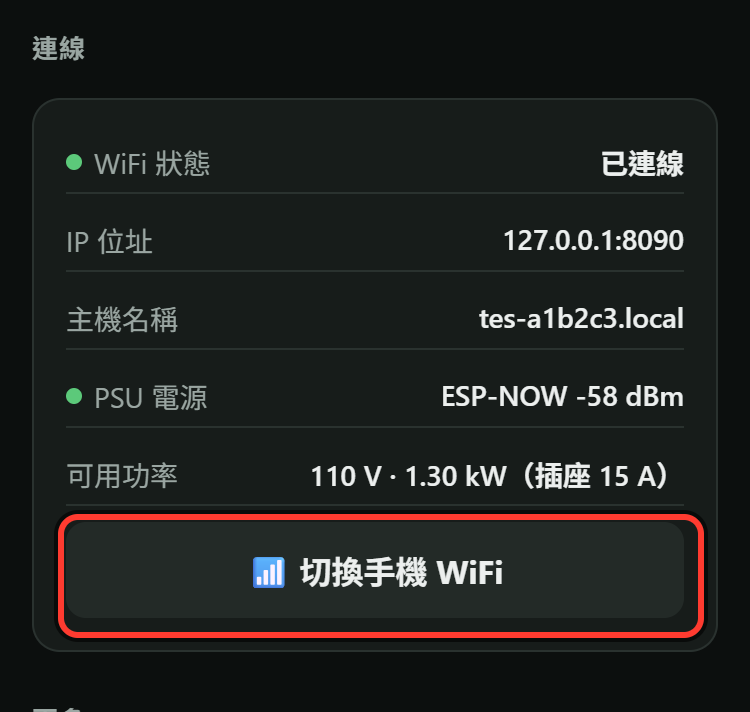 連線
WiFi 狀態 已連線
IP 位址 127.0.0.1:8090
主機名稱 tes-a1b2c3.local
PSU 電源 ESP-NOW -58 dBm
可用功率 110 V · 1.30 kW（插座 15 A）
切換手機 WiFi